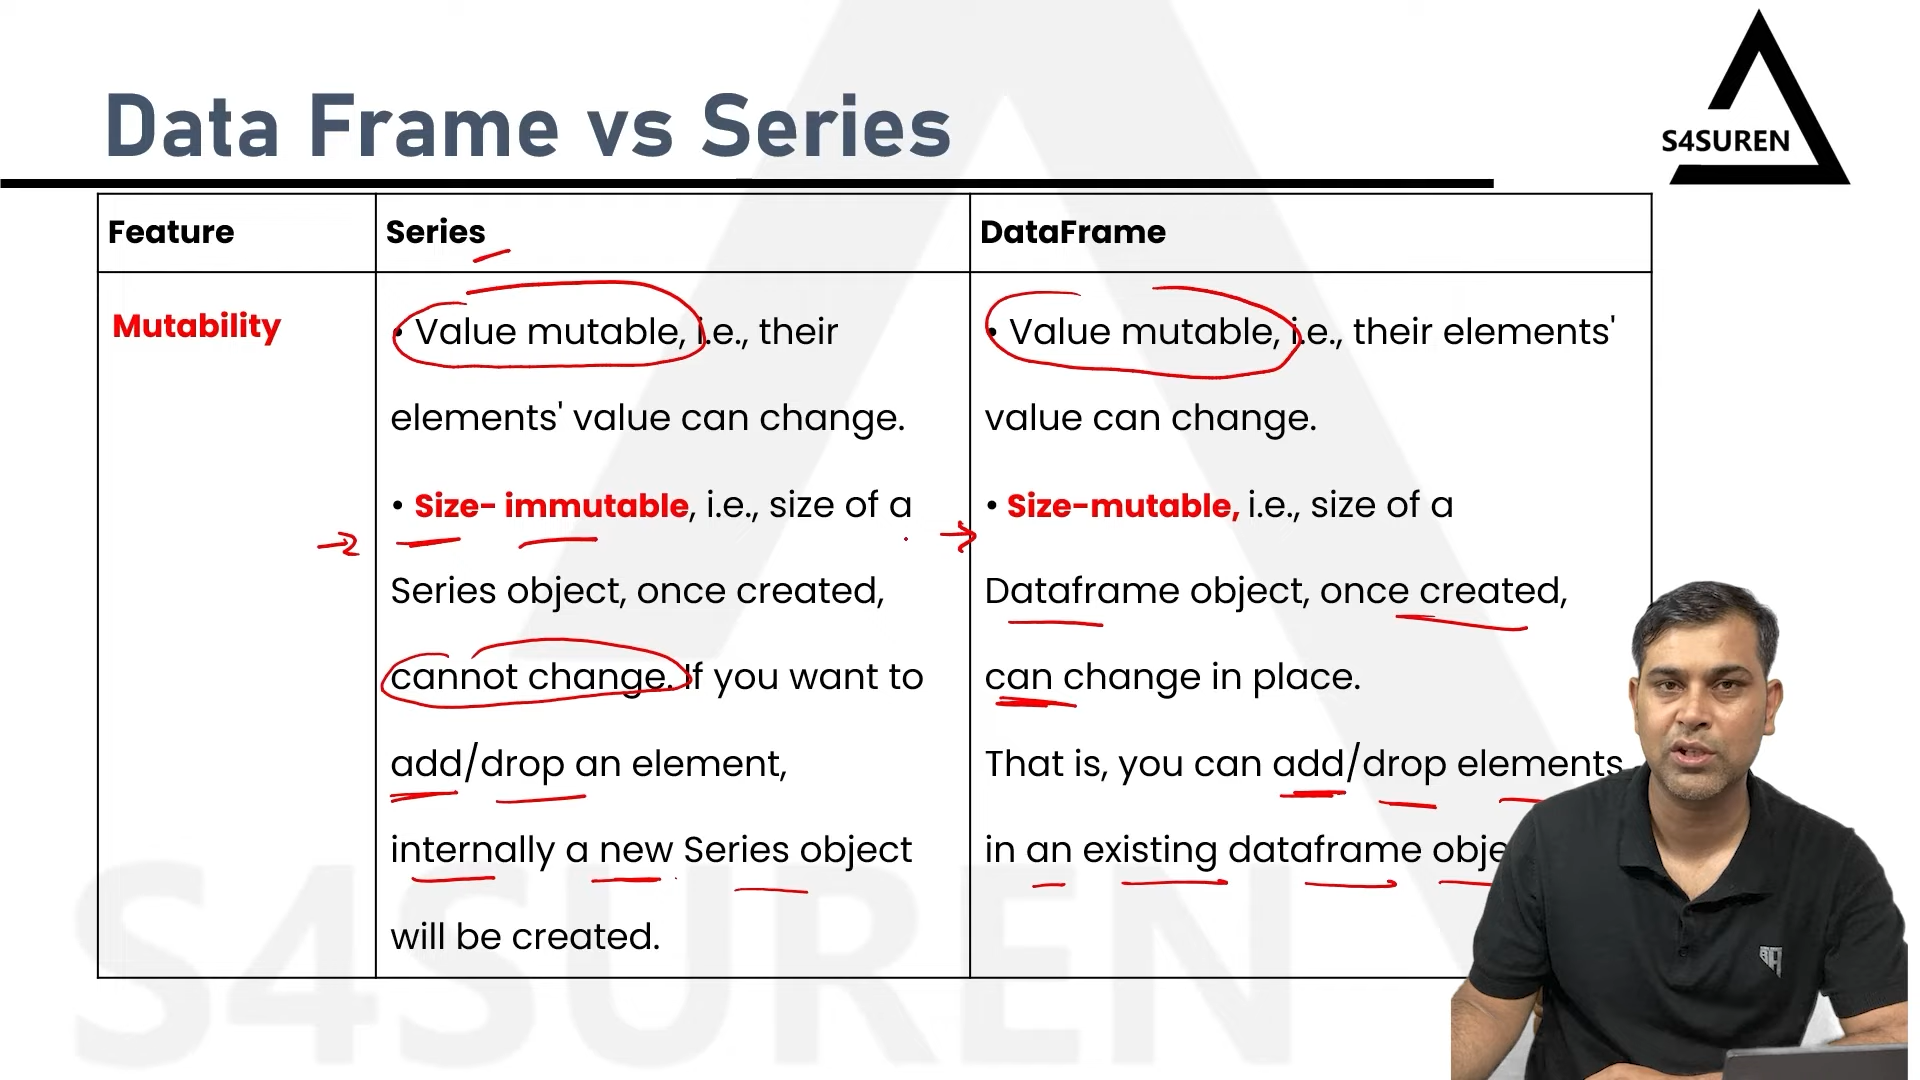 Data Frame vs Series
S4SUREN
Feature
Series
DataFrame
Mutability
• Value mutable, i.e., their
elements' value can change.
• Size- immutable, i.e., size of a
Series object, once created,
cannot change. If you want to
add/drop an element,
internally a new Series object
will be created.
• Value mutable, i.e., their elements'
value can change.
• Size-mutable, i.e., size of a
Dataframe object, once created,
can change in place.
That is, you can add/drop elements
in an existing dataframe obje
S4SUREN